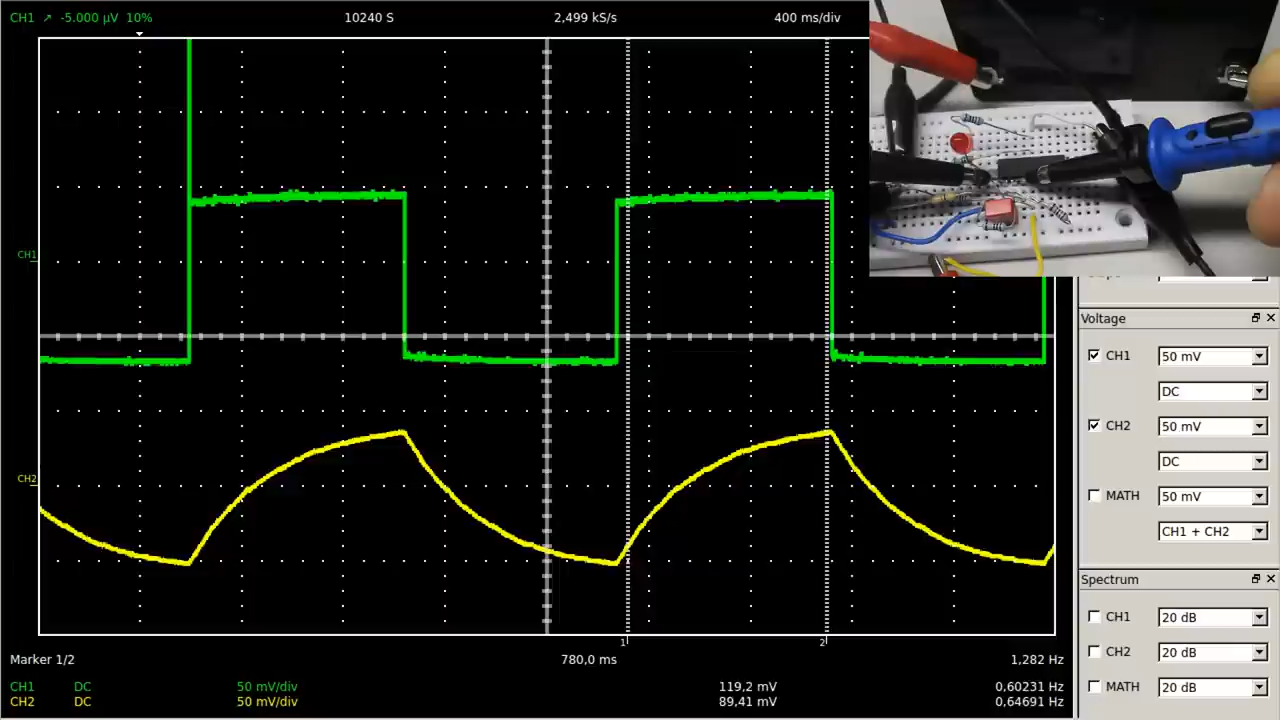 CH1 ↗ -5.000 µV 10% 10240 S 2,499 kS/s 400 ms/div
CH1
CH2
1
2
Marker 1/2 780,0 ms 1,282 Hz
CH1 DC 50 mV/div 119,2 mV 0,60231 Hz
CH2 DC 50 mV/div 89,41 mV 0,64691 Hz
Voltage
CH1 50 mV
DC
CH2 50 mV
DC
MATH 50 mV
CH1 + CH2
Spectrum
CH1 20 dB
CH2 20 dB
MATH 20 dB